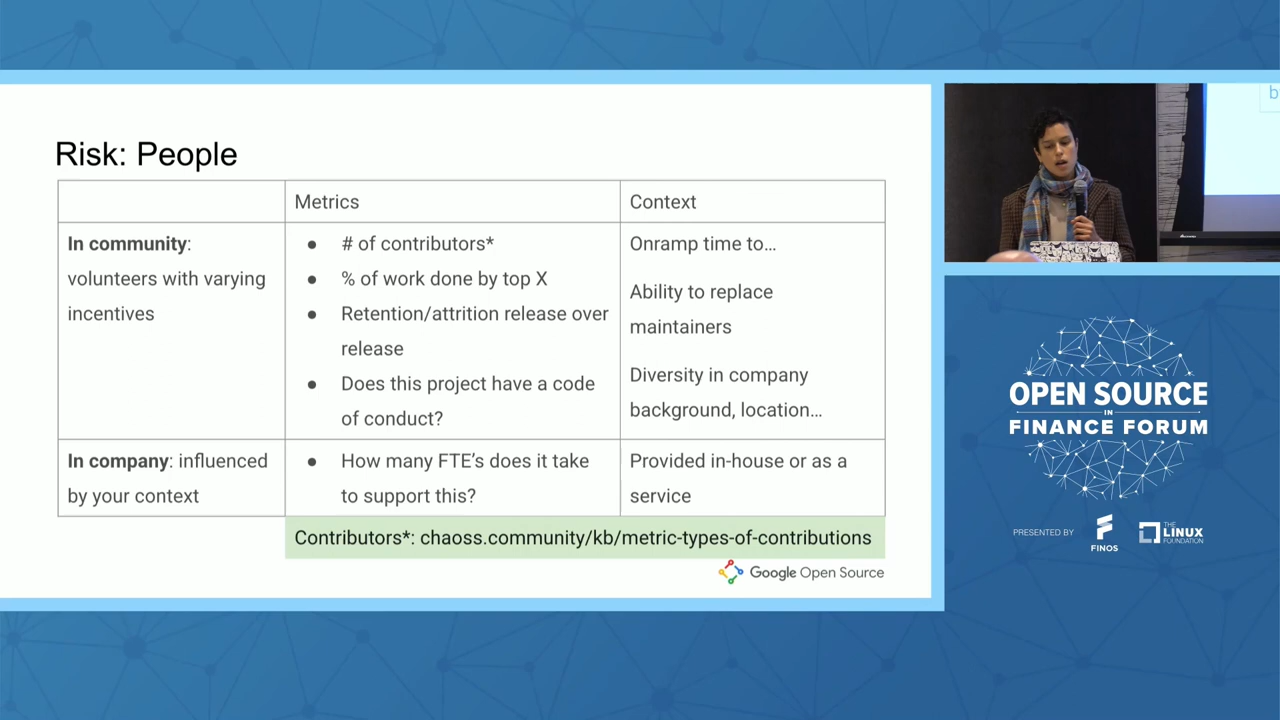 Risk: People
Metrics
Context
In community:
volunteers with varying
incentives
● # of contributors*
● % of work done by top X
● Retention/attrition release over
release
● Does this project have a code
of conduct?
Onramp time to…
Ability to replace
maintainers
Diversity in company
background, location…
In company: influenced
by your context
● How many FTE's does it take
to support this?
Provided in-house or as a
service
Contributors*: chaoss.community/kb/metric-types-of-contributions
Google Open Source
OPEN SOURCE
IN
FINANCE FORUM
PRESENTED BY
FINOS
THE
LINUX
FOUNDATION